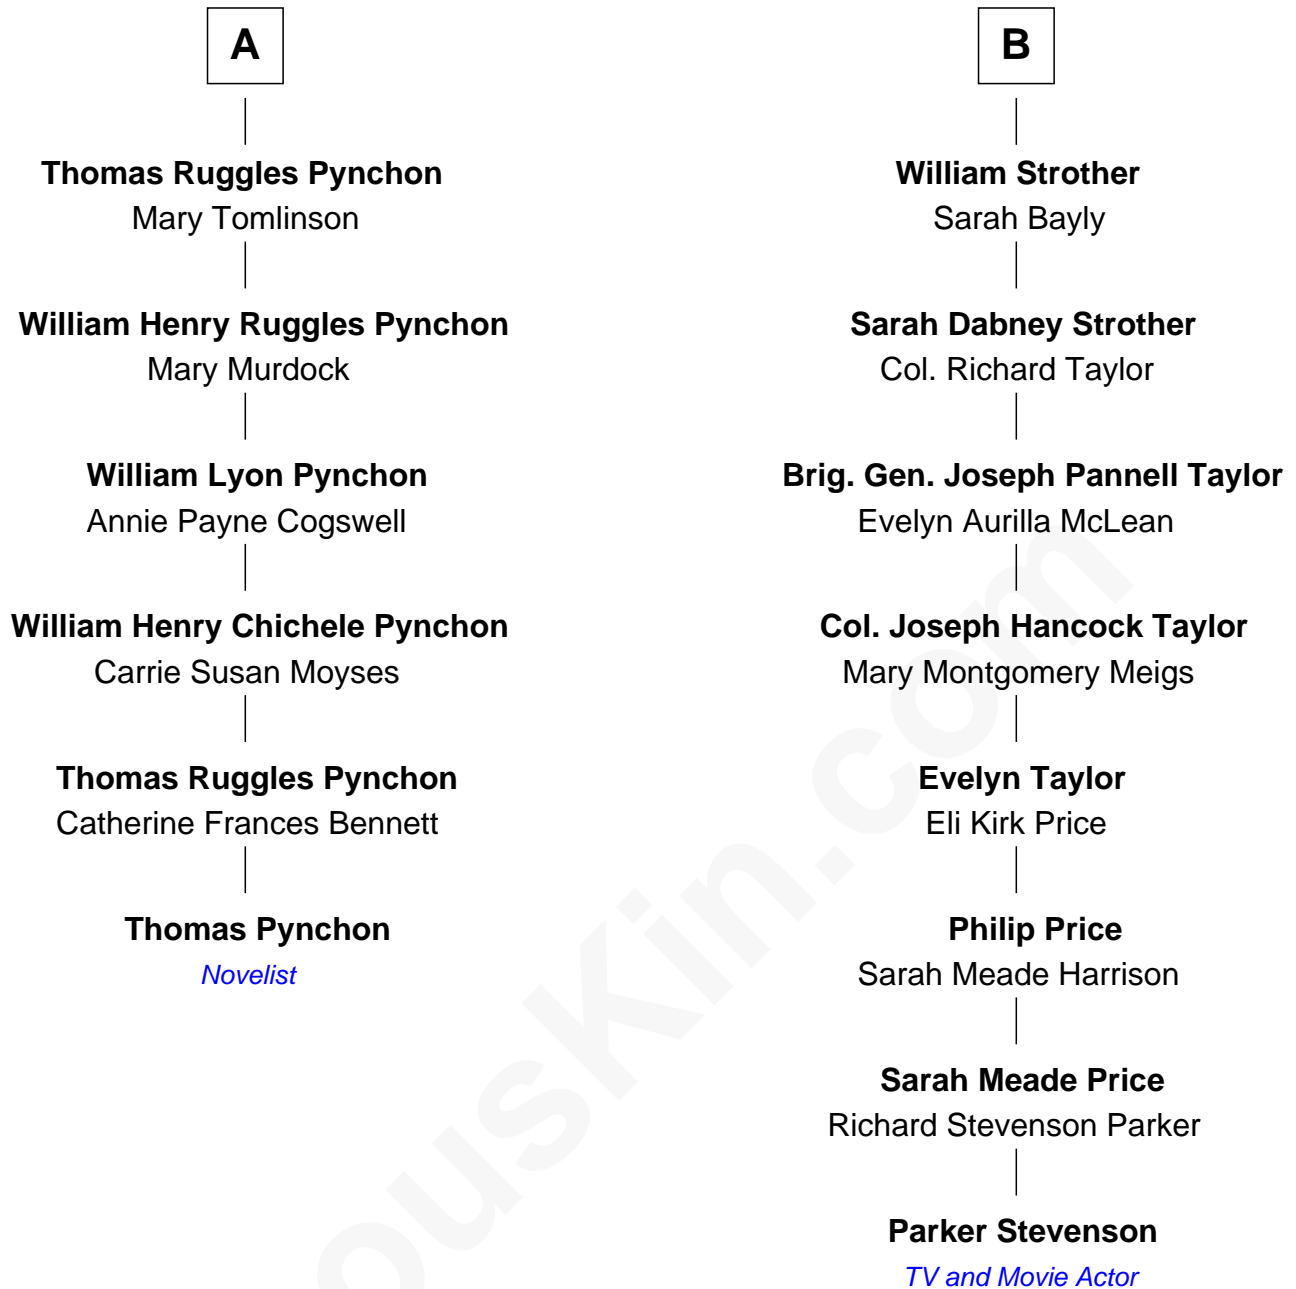 A
Thomas Ruggles Pynchon
Mary Tomlinson
William Henry Ruggles Pynchon
Mary Murdock
William Lyon Pynchon
Annie Payne Cogswell
William Henry Chichele Pynchon
Carrie Susan Moyses
Thomas Ruggles Pynchon
Catherine Frances Bennett
Thomas Pynchon
Novelist
B
William Strother
Sarah Bayly
Sarah Dabney Strother
Col. Richard Taylor
Brig. Gen. Joseph Pannell Taylor
Evelyn Aurilla McLean
Col. Joseph Hancock Taylor
Mary Montgomery Meigs
Evelyn Taylor
Eli Kirk Price
Philip Price
Sarah Meade Harrison
Sarah Meade Price
Richard Stevenson Parker
Parker Stevenson
TV and Movie Actor
ousKin.com